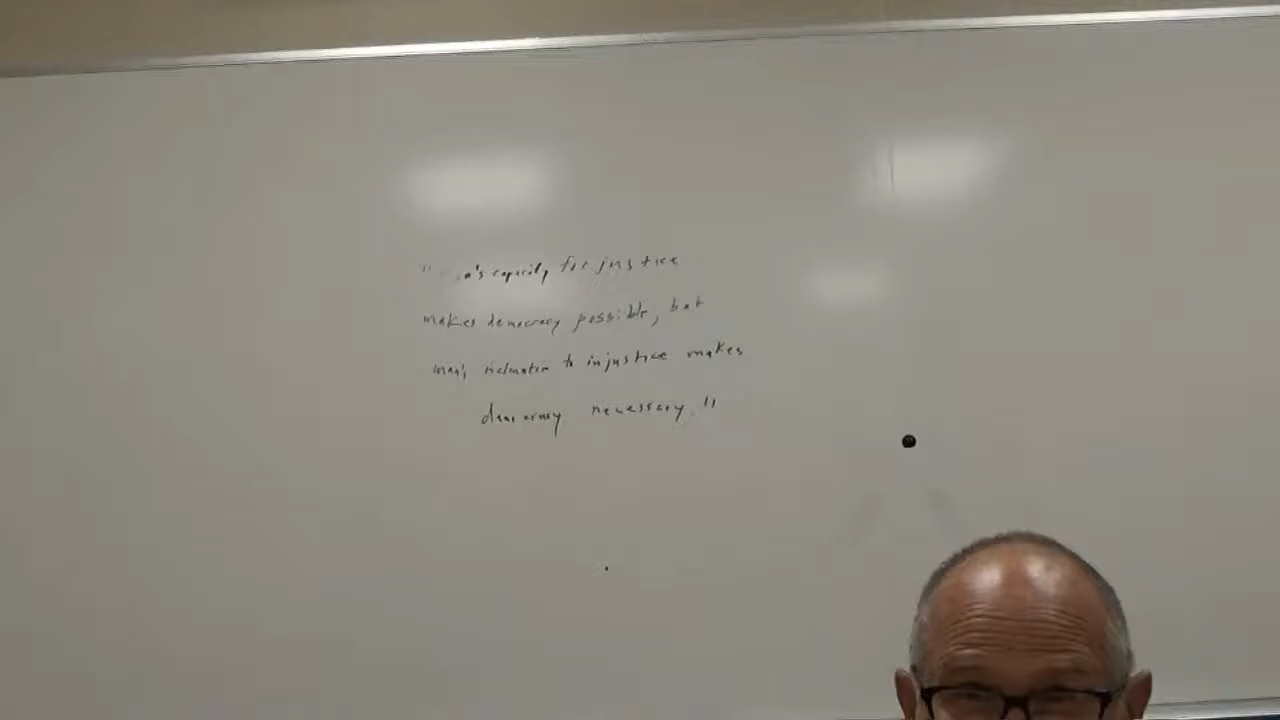 "    's capacity for justice
makes democracy possible, but
man's inclination to injustice makes
democracy necessary."